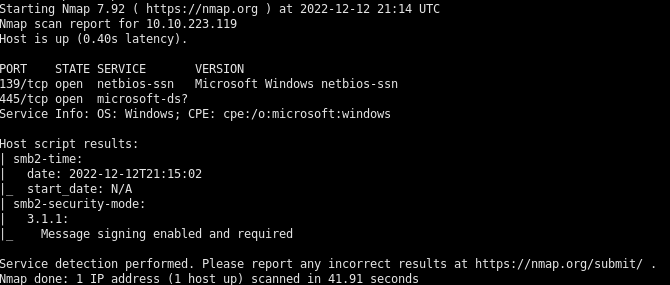 Starting Nmap 7.92 ( https://nmap.org ) at 2022-12-12 21:14 UTC
Nmap scan report for 10.10.223.119
Host is up (0.40s latency).

PORT    STATE SERVICE       VERSION
139/tcp open  netbios-ssn   Microsoft Windows netbios-ssn
445/tcp open  microsoft-ds?
Service Info: OS: Windows; CPE: cpe:/o:microsoft:windows

Host script results:
| smb2-time:
|   date: 2022-12-12T21:15:02
|_  start_date: N/A
| smb2-security-mode:
|   3.1.1:
|_    Message signing enabled and required

Service detection performed. Please report any incorrect results at https://nmap.org/submit/ .
Nmap done: 1 IP address (1 host up) scanned in 41.91 seconds